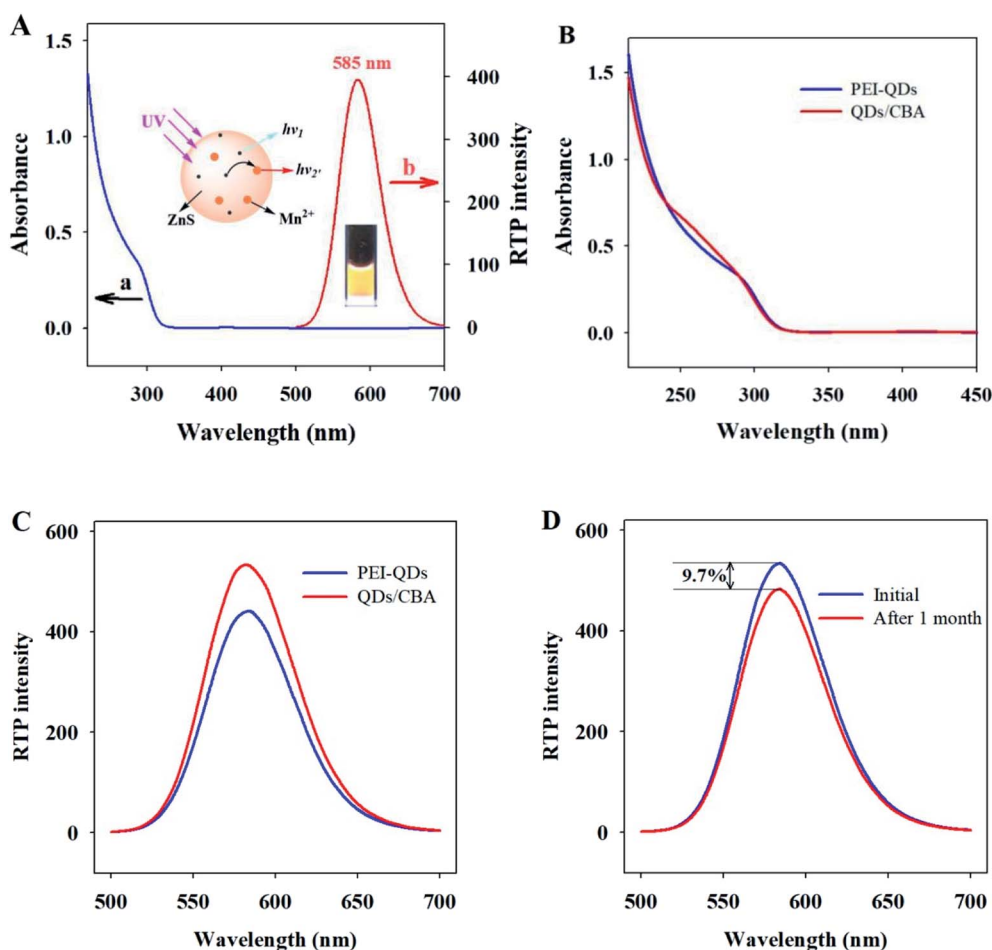 A
1.5
1.0
0.5
0.0
Absorbance
300
400
500
600
700
Wavelength (nm)
400
300
200
100
0
RTP intensity
585 nm
UV
hv1
hv2'
ZnS
Mn2+
a
b
B
1.5
1.0
0.5
0.0
Absorbance
250
300
350
400
450
Wavelength (nm)
PEI-QDs
QDs/CBA
C
600
400
200
0
RTP intensity
500
550
600
650
700
Wavelength (nm)
PEI-QDs
QDs/CBA
D
600
400
200
0
RTP intensity
500
550
600
650
700
Wavelength (nm)
9.7%
Initial
After 1 month